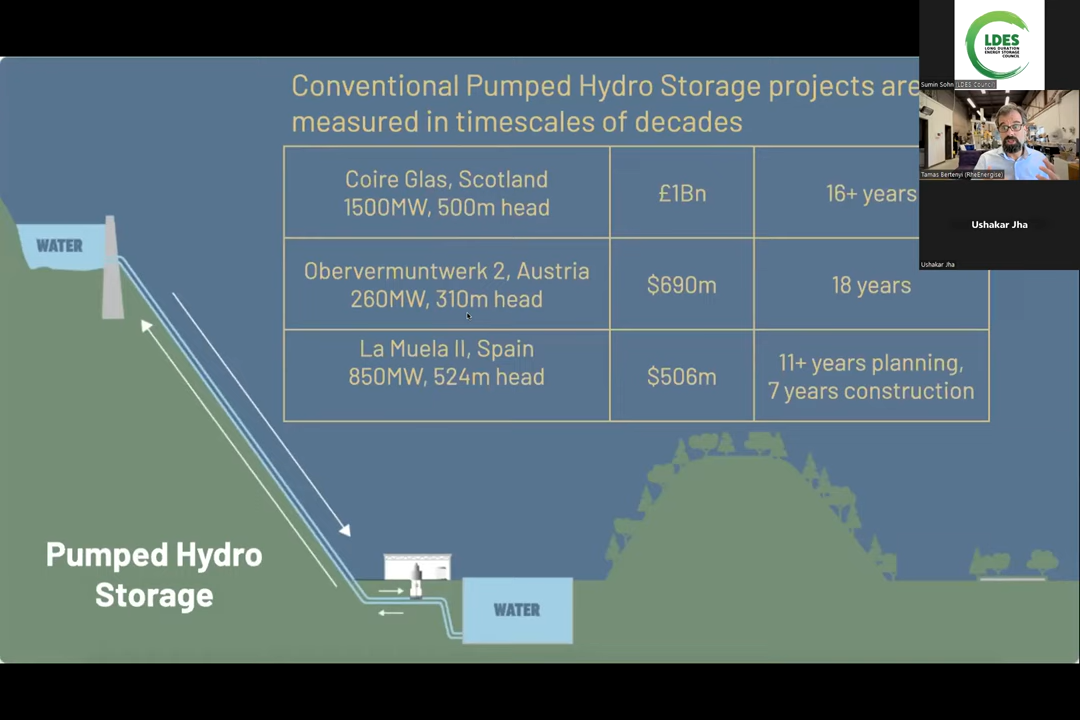 Conventional Pumped Hydro Storage projects are
measured in timescales of decades
Coire Glas, Scotland
1500MW, 500m head
£1Bn
16+ years
Obervermuntwerk 2, Austria
260MW, 310m head
$690m
18 years
La Muela II, Spain
850MW, 524m head
$506m
11+ years planning,
7 years construction
WATER
Pumped Hydro
Storage
WATER
LDES
LONG DURATION
ENERGY STORAGE
COUNCIL
Sumin Sohn (LDES Council)
Tamas Bertenyi (RheEnergise)
Ushakar Jha
Ushakar Jha